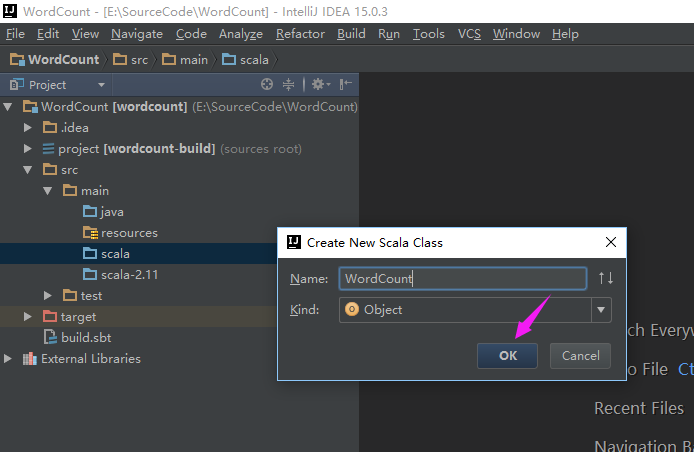 WordCount - [E:\SourceCode\WordCount] - IntelliJ IDEA 15.0.3
File Edit View Navigate Code Analyze Refactor Build Run Tools VCS Window Help
WordCount src main scala
Project
WordCount [wordcount] (E:\SourceCode\WordCount)
.idea
project [wordcount-build] (sources root)
src
main
java
resources
scala
scala-2.11
test
target
build.sbt
External Libraries
Create New Scala Class
Name: WordCount
Kind: Object
OK Cancel
ch Everyw
o File Ct
Recent Files
Navigation Ba